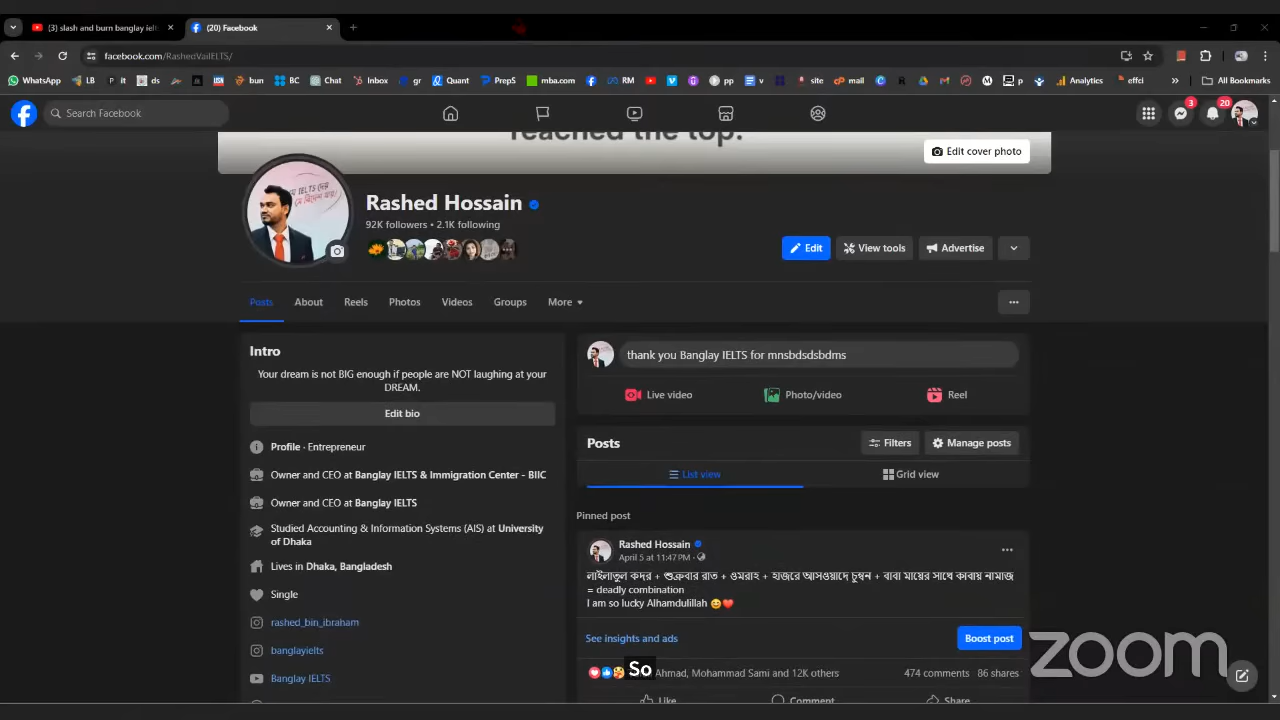 (3) slash and burn banglay ielt
(20) Facebook
facebook.com/RashedVailELTS/
WhatsApp LB it ds bun BC Chat Inbox gr Quant PrepS mba.com RM pp v site mail R M p Analytics effci » All Bookmarks
Search Facebook
3 20
Reached the top.
Edit cover photo
Rashed Hossain
92K followers • 2.1K following
Edit View tools Advertise
Posts About Reels Photos Videos Groups More
Intro
Your dream is not BIG enough if people are NOT laughing at your
DREAM.
Edit bio
Profile · Entrepreneur
Owner and CEO at Banglay IELTS & Immigration Center - BIIC
Owner and CEO at Banglay IELTS
Studied Accounting & Information Systems (AIS) at University
of Dhaka
Lives in Dhaka, Bangladesh
Single
rashed_bin_ibraham
banglayielts
Banglay IELTS
thank you Banglay IELTS for mnsbdsdsbdms
Live video Photo/video Reel
Posts Filters Manage posts
List view Grid view
Pinned post
Rashed Hossain
April 5 at 11:47 PM ·
লাইলাতুল কদর + শুক্রবার রাত + ওমরাহ + হাজরে আসওয়াদে চুম্বন + বাবা মায়ের সাথে কাবায় নামাজ
= deadly combination
I am so lucky Alhamdulillah
See insights and ads Boost post
So Ahmad, Mohammad Sami and 12K others 474 comments 86 shares
Like Comment Share
zoom